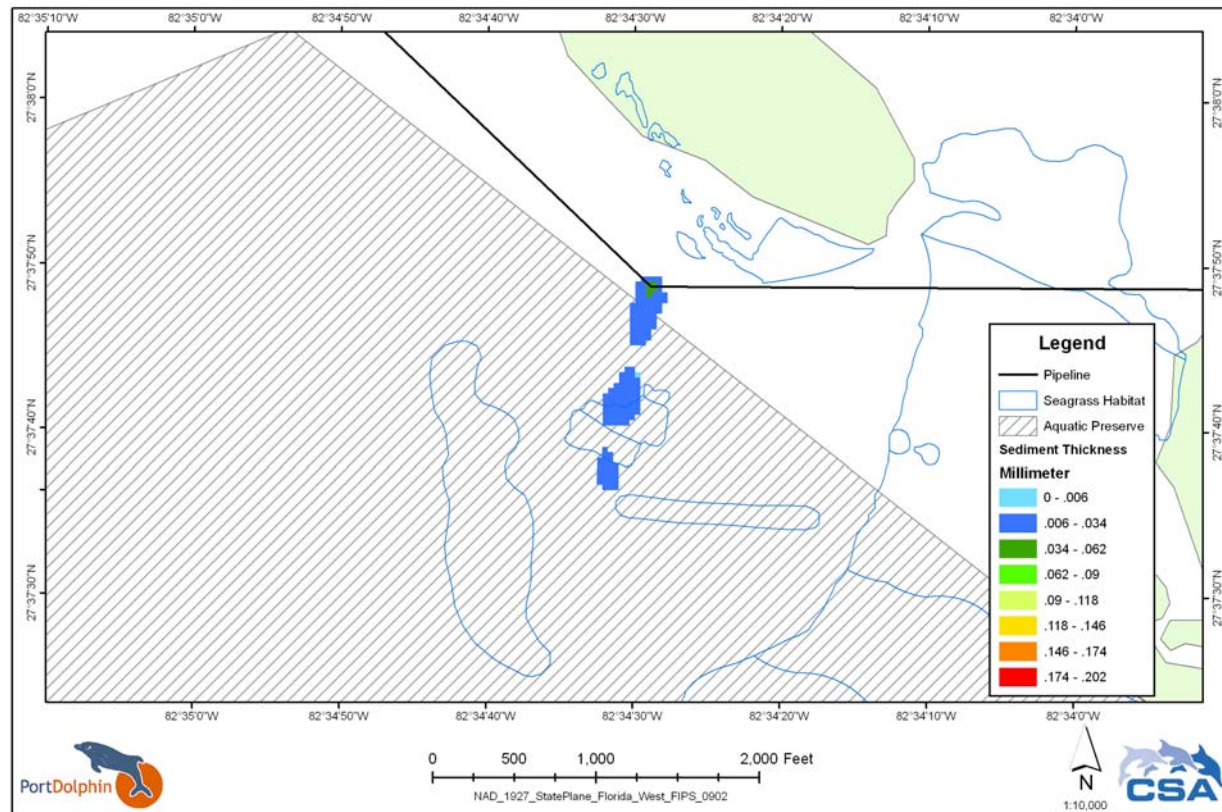 82°35'10"W 82°35'0"W 82°34'50"W 82°34'40"W 82°34'30"W 82°34'20"W 82°34'10"W 82°34'0"W
27°38'0"N
27°38'0"N
27°37'50"N
27°37'50"N
27°37'40"N
27°37'40"N
27°37'30"N
27°37'30"N
Legend
Pipeline
Seagrass Habitat
Aquatic Preserve
Sediment Thickness
Millimeter
0 - .006
.006 - .034
.034 - .062
.062 - .09
.09 - .118
.118 - .146
.146 - .174
.174 - .202
82°35'0"W 82°34'50"W 82°34'40"W 82°34'30"W 82°34'20"W 82°34'10"W 82°34'0"W
PortDolphin
0 500 1,000 2,000 Feet
NAD_1927_StatePlane_Florida_West_FIPS_0902
N
1:10,000
CSA